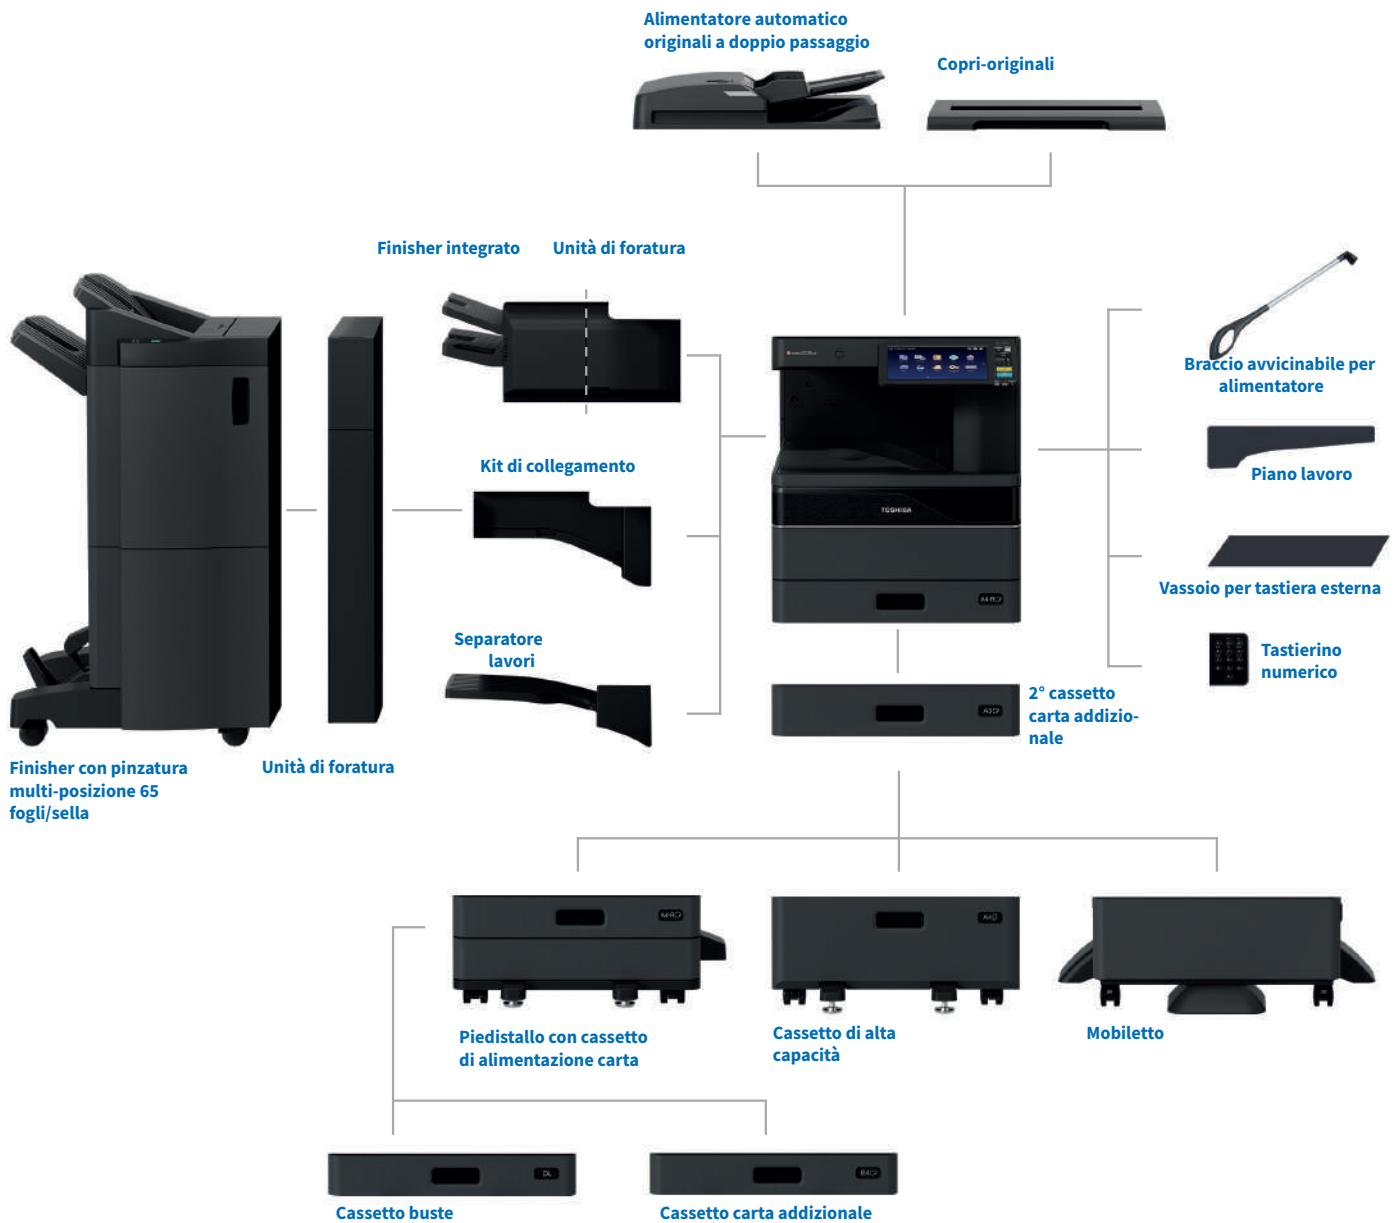 Alimentatore automatico
originali a doppio passaggio
Copri-originali
Finisher integrato
Unità di foratura
Braccio avvicinabile per
alimentatore
Kit di collegamento
Piano lavoro
TOSHIBA
Vassoio per tastiera esterna
Separatore
lavori
Tastierino
numerico
2° cassetto
carta addizio-
nale
Finisher con pinzatura
multi-posizione 65
fogli/sella
Unità di foratura
Piedistallo con cassetto
di alimentazione carta
Cassetto di alta
capacità
Mobiletto
DL
B4
Cassetto buste
Cassetto carta addizionale